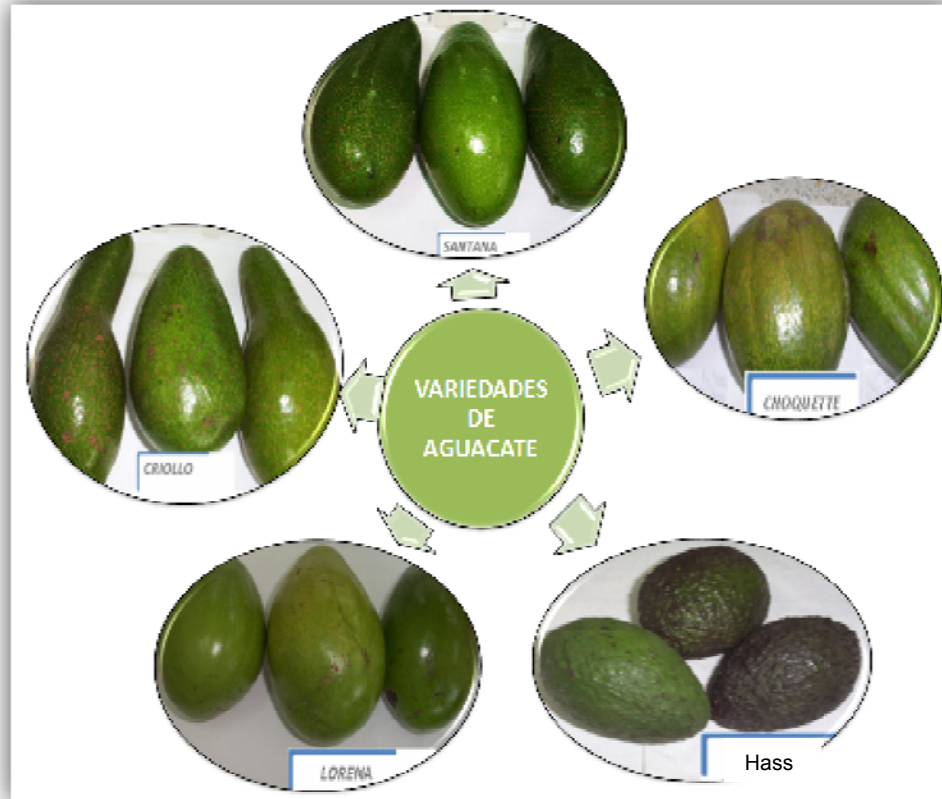 SANTANA
CHOQUETTE
VARIEDADES
DE
AGUACATE
CRIOLLO
LORENA
Hass